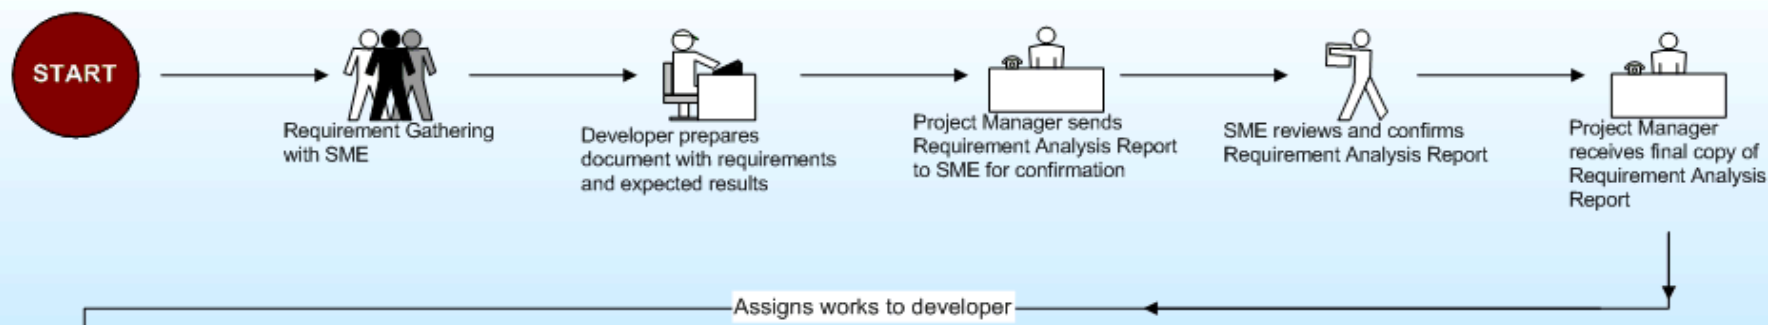 START
Requirement Gathering
with SME
Developer prepares
document with requirements
and expected results
Project Manager sends
Requirement Analysis Report
to SME for confirmation
SME reviews and confirms
Requirement Analysis Report
Project Manager
receives final copy of
Requirement Analysis
Report
Assigns works to developer